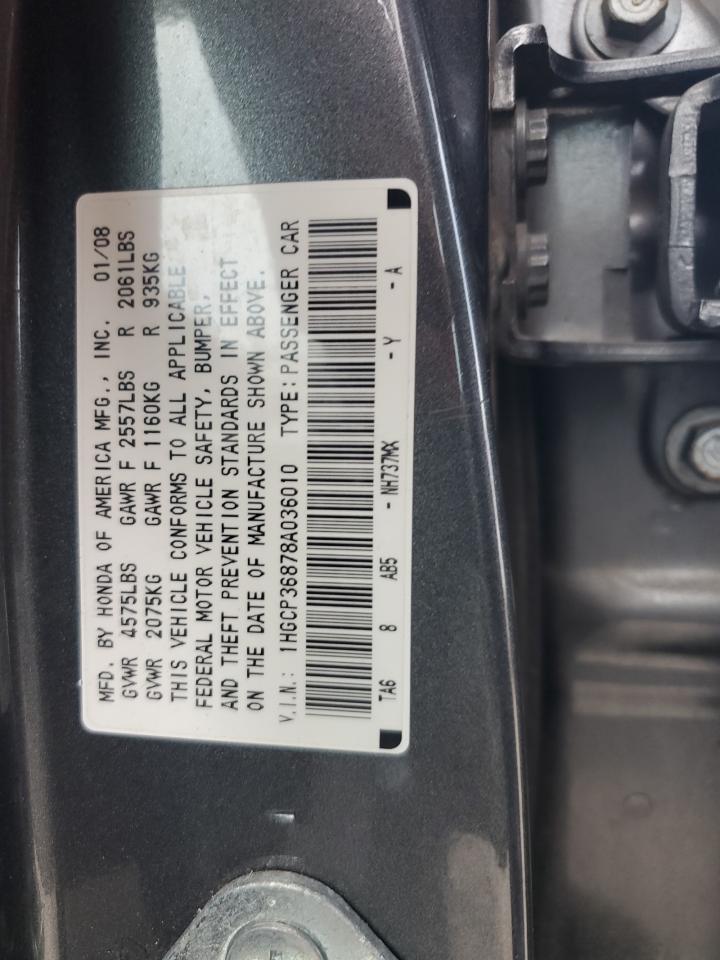 MFD. BY HONDA OF AMERICA MFG., INC. 01/08
GVWR 4575LBS GAWR F 2557LBS R 2061LBS
GVWR 2075KG GAWR F 1160KG R 935KG
THIS VEHICLE CONFORMS TO ALL APPLICABLE
FEDERAL MOTOR VEHICLE SAFETY, BUMPER,
AND THEFT PREVENTION STANDARDS IN EFFECT
ON THE DATE OF MANUFACTURE SHOWN ABOVE.
V.I.N.: 1HGCP36878A036010 TYPE:PASSENGER CAR
TA6 8 AB5 - NH737MX - Y - A